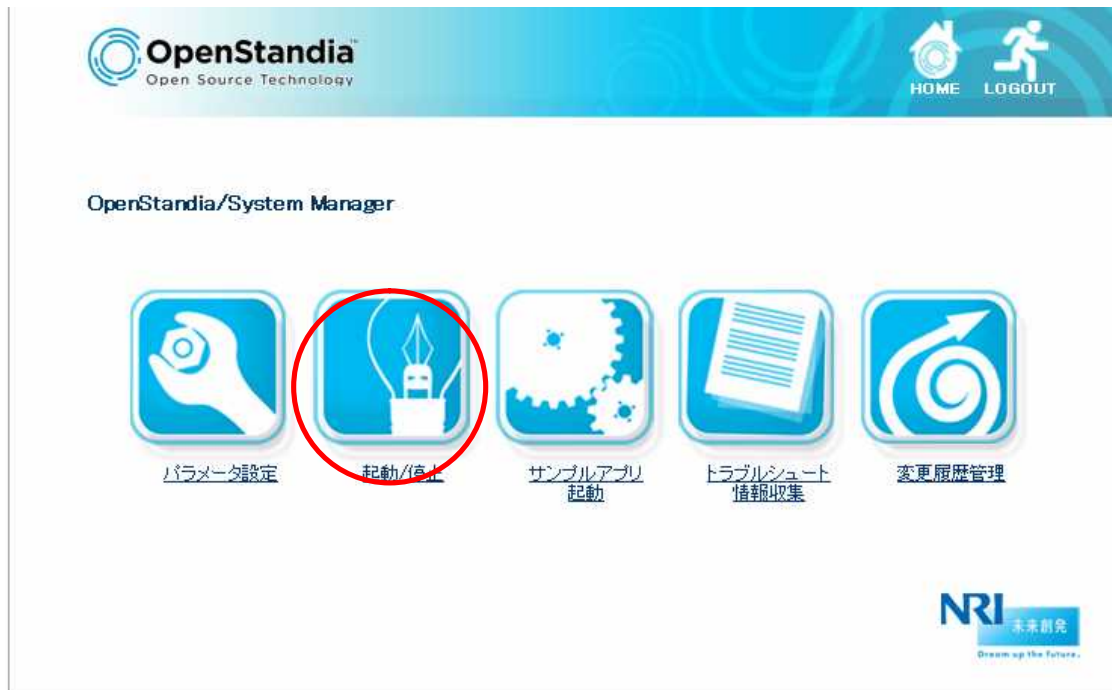 OpenStandia™
Open Source Technology
HOME LOGOUT
OpenStandia/System Manager
パラメータ設定
起動/停止
サンプルアプリ
起動
トラブルシュート
情報収集
変更履歴管理
NRI
未来創発
Dream up the future.